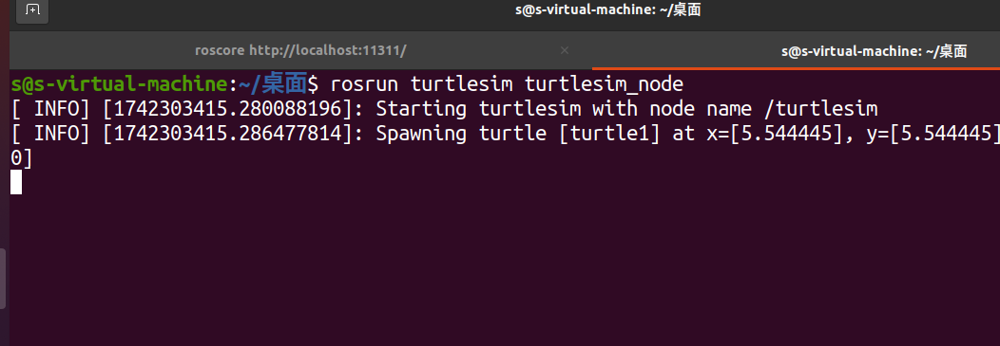 s@s-virtual-machine: ~/桌面
roscore http://localhost:11311/
s@s-virtual-machine: ~/桌面
s@s-virtual-machine:~/桌面$ rosrun turtlesim turtlesim_node
[ INFO] [1742303415.280088196]: Starting turtlesim with node name /turtlesim
[ INFO] [1742303415.286477814]: Spawning turtle [turtle1] at x=[5.544445], y=[5.544445]
0]